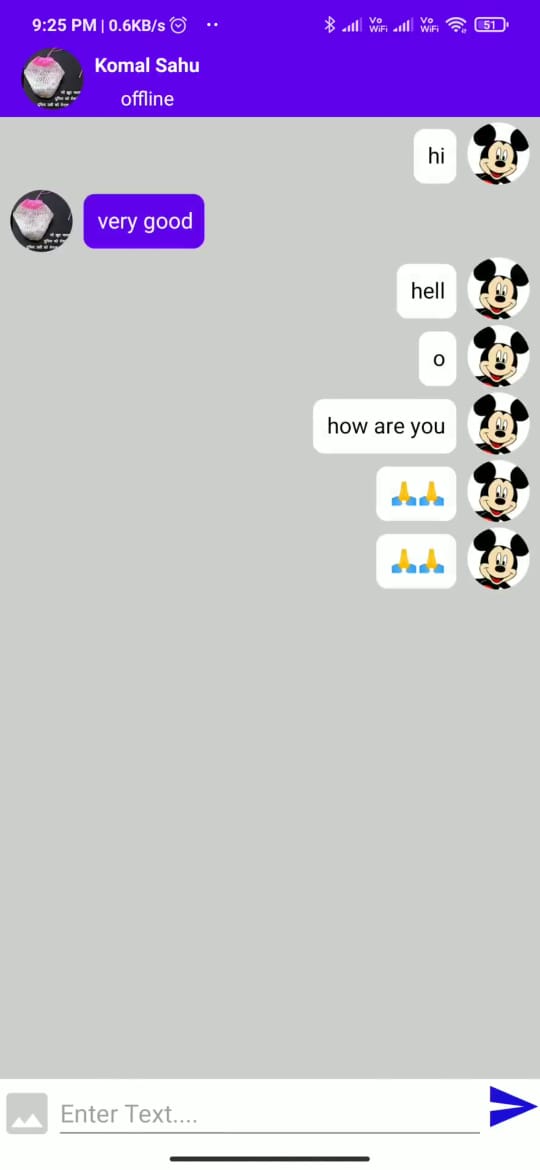 9:25 PM | 0.6KB/s
Vo WiFi Vo WiFi 51
Komal Sahu
offline
hi
very good
hell
o
how are you
🙏🙏
🙏🙏
Enter Text....